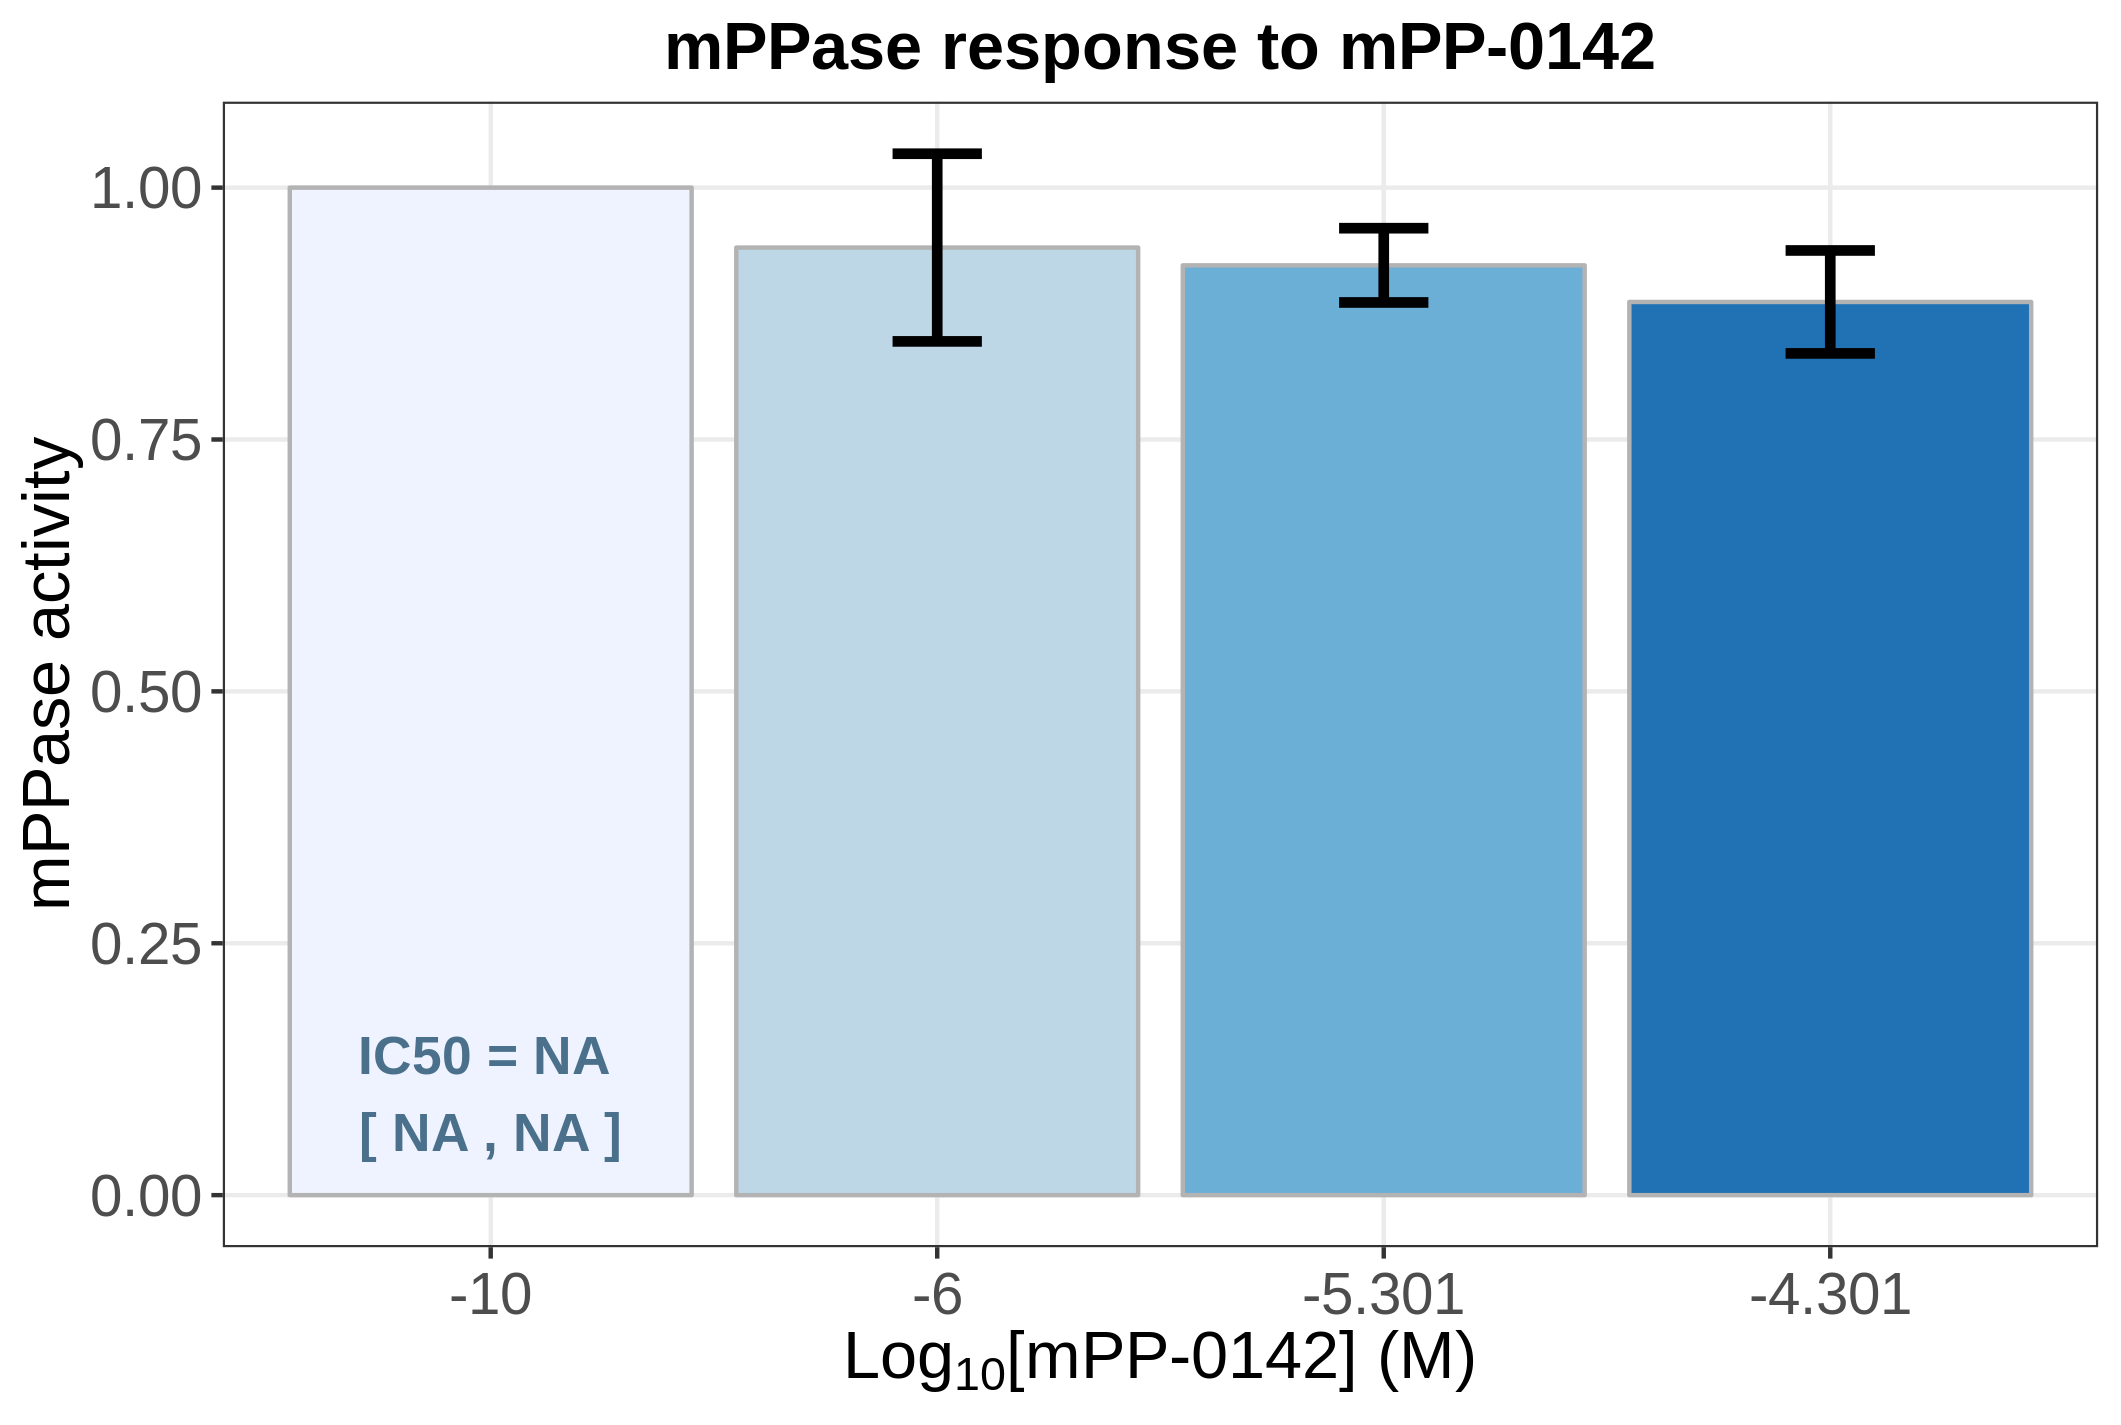 mPPase response to mPP-0142
mPPase activity
1.00
0.75
0.50
0.25
0.00
IC50 = NA
[ NA , NA ]
-10
-6
-5.301
-4.301
Log₁₀[mPP-0142] (M)